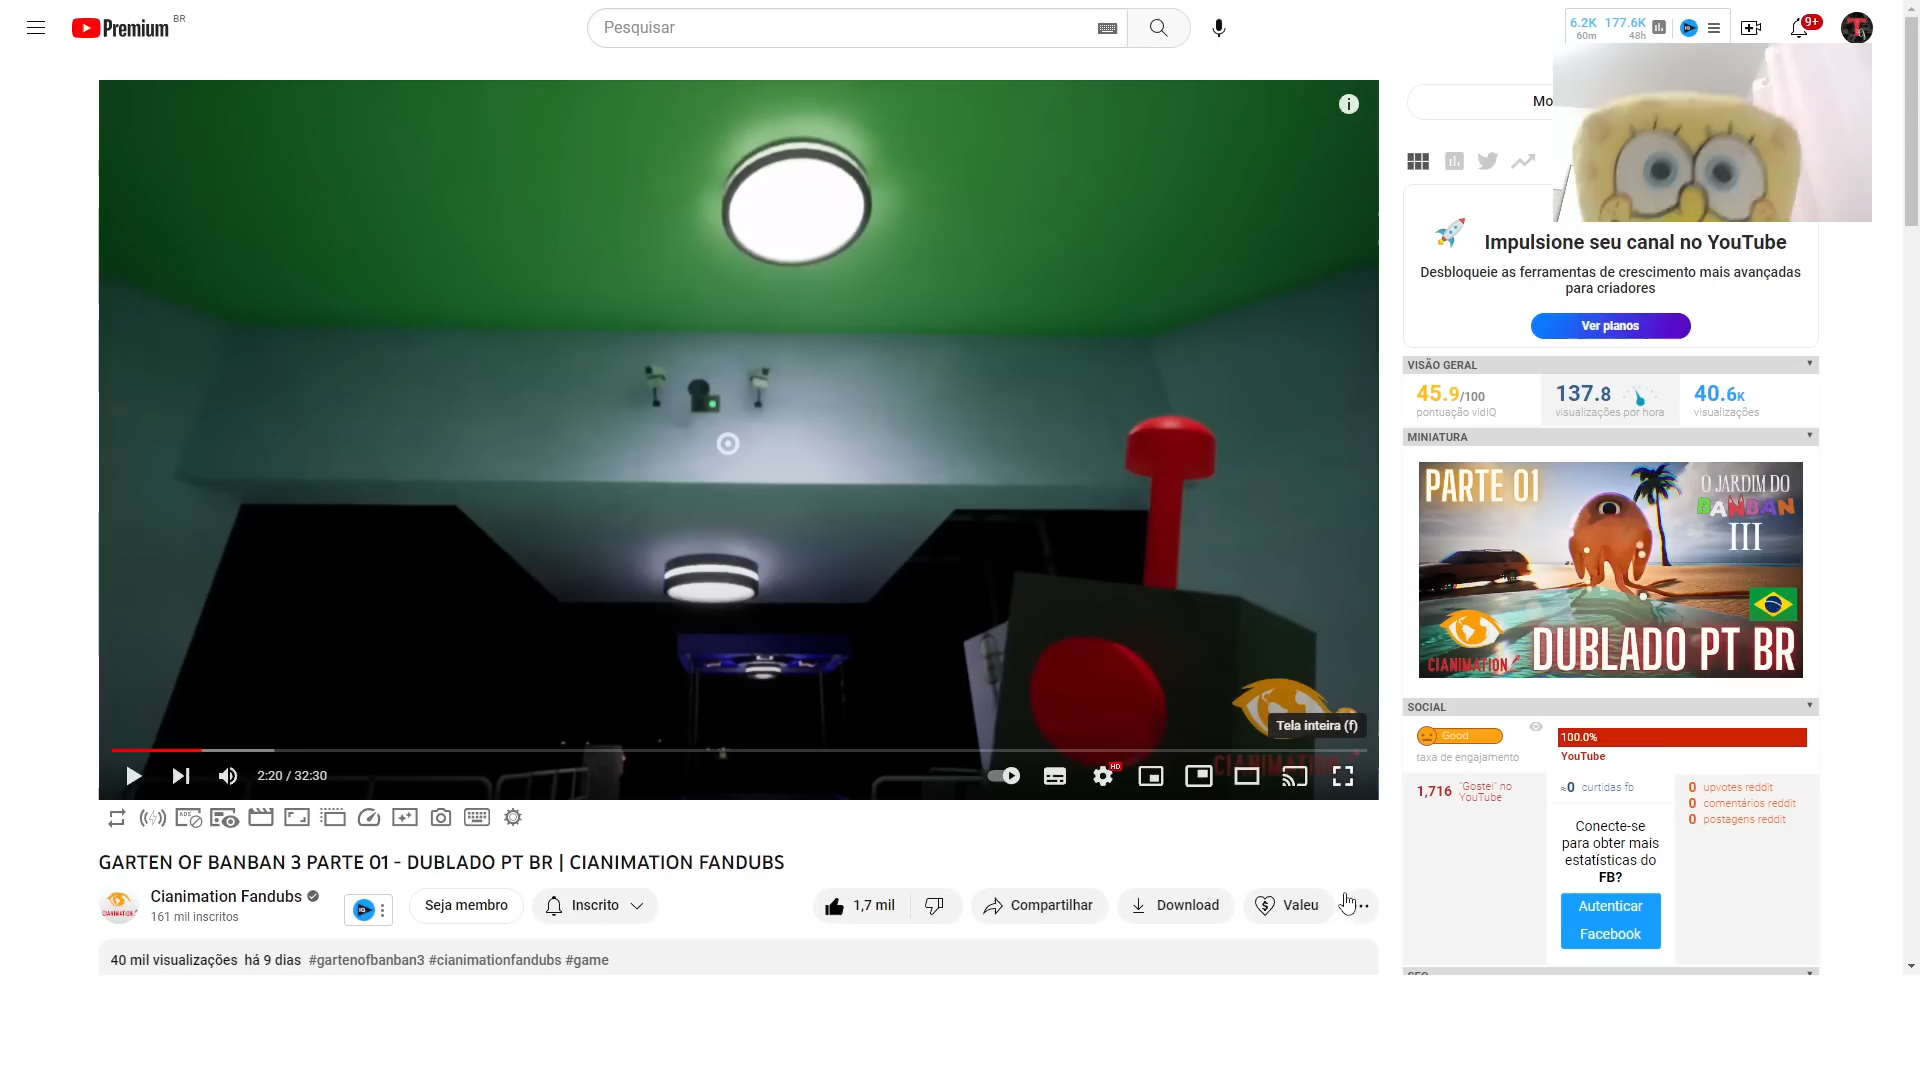 Premium BR
Pesquisar
6.2K 177.6K
60m 48h
9+
Mo
Impulsione seu canal no YouTube
Desbloqueie as ferramentas de crescimento mais avançadas
para criadores
Ver planos
VISÃO GERAL
45.9/100
pontuação vidIQ
137.8
visualizações por hora
40.6K
visualizações
MINIATURA
PARTE 01
O JARDIM DO
BANBAN
III
CIANIMATION
DUBLADO PT BR
SOCIAL
Good
taxa de engajamento
100.0%
YouTube
1,716 "Gostei" no
YouTube
≈0 curtidas fb
0 upvotes reddit
0 comentários reddit
0 postagens reddit
Conecte-se
para obter mais
estatísticas do
FB?
Autenticar
Facebook
SEO
Tela inteira (f)
CIANIMATION
2:20 / 32:30
HD
ADS
GARTEN OF BANBAN 3 PARTE 01 - DUBLADO PT BR | CIANIMATION FANDUBS
CIANIMATION
Cianimation Fandubs
161 mil inscritos
Seja membro
Inscrito
1,7 mil
Compartilhar
Download
Valeu
40 mil visualizações há 9 dias #gartenofbanban3 #cianimationfandubs #game